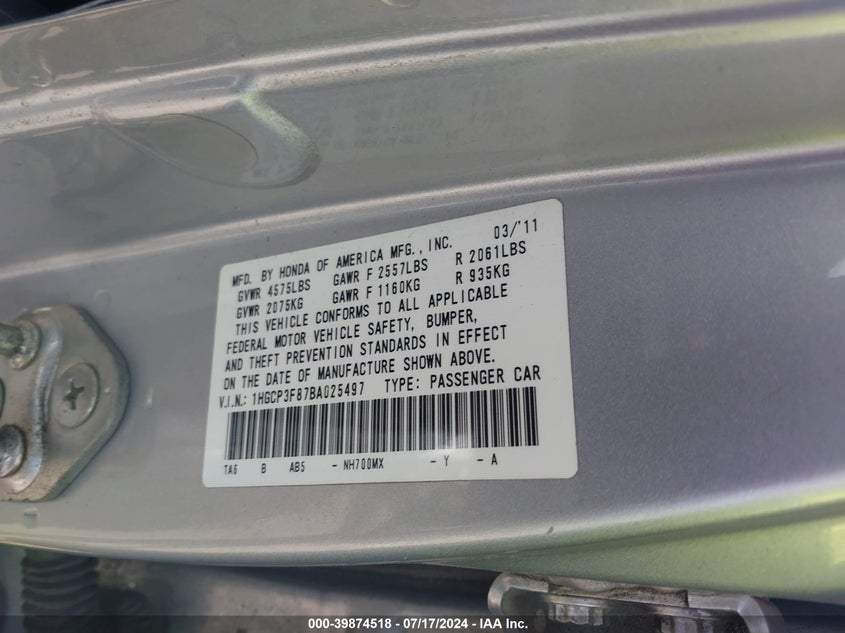 MFD. BY HONDA OF AMERICA MFG., INC. 03/'11
GVWR 4575LBS GAWR F 2557LBS R 2061LBS
GVWR 2075KG GAWR F 1160KG R 935KG
THIS VEHICLE CONFORMS TO ALL APPLICABLE
FEDERAL MOTOR VEHICLE SAFETY, BUMPER,
AND THEFT PREVENTION STANDARDS IN EFFECT
ON THE DATE OF MANUFACTURE SHOWN ABOVE.
V.I.N.: 1HGCP3F87BA025497 TYPE: PASSENGER CAR
TA6 B AB5 - NH700MX - Y - A
000-39874518 - 07/17/2024 - IAA Inc.